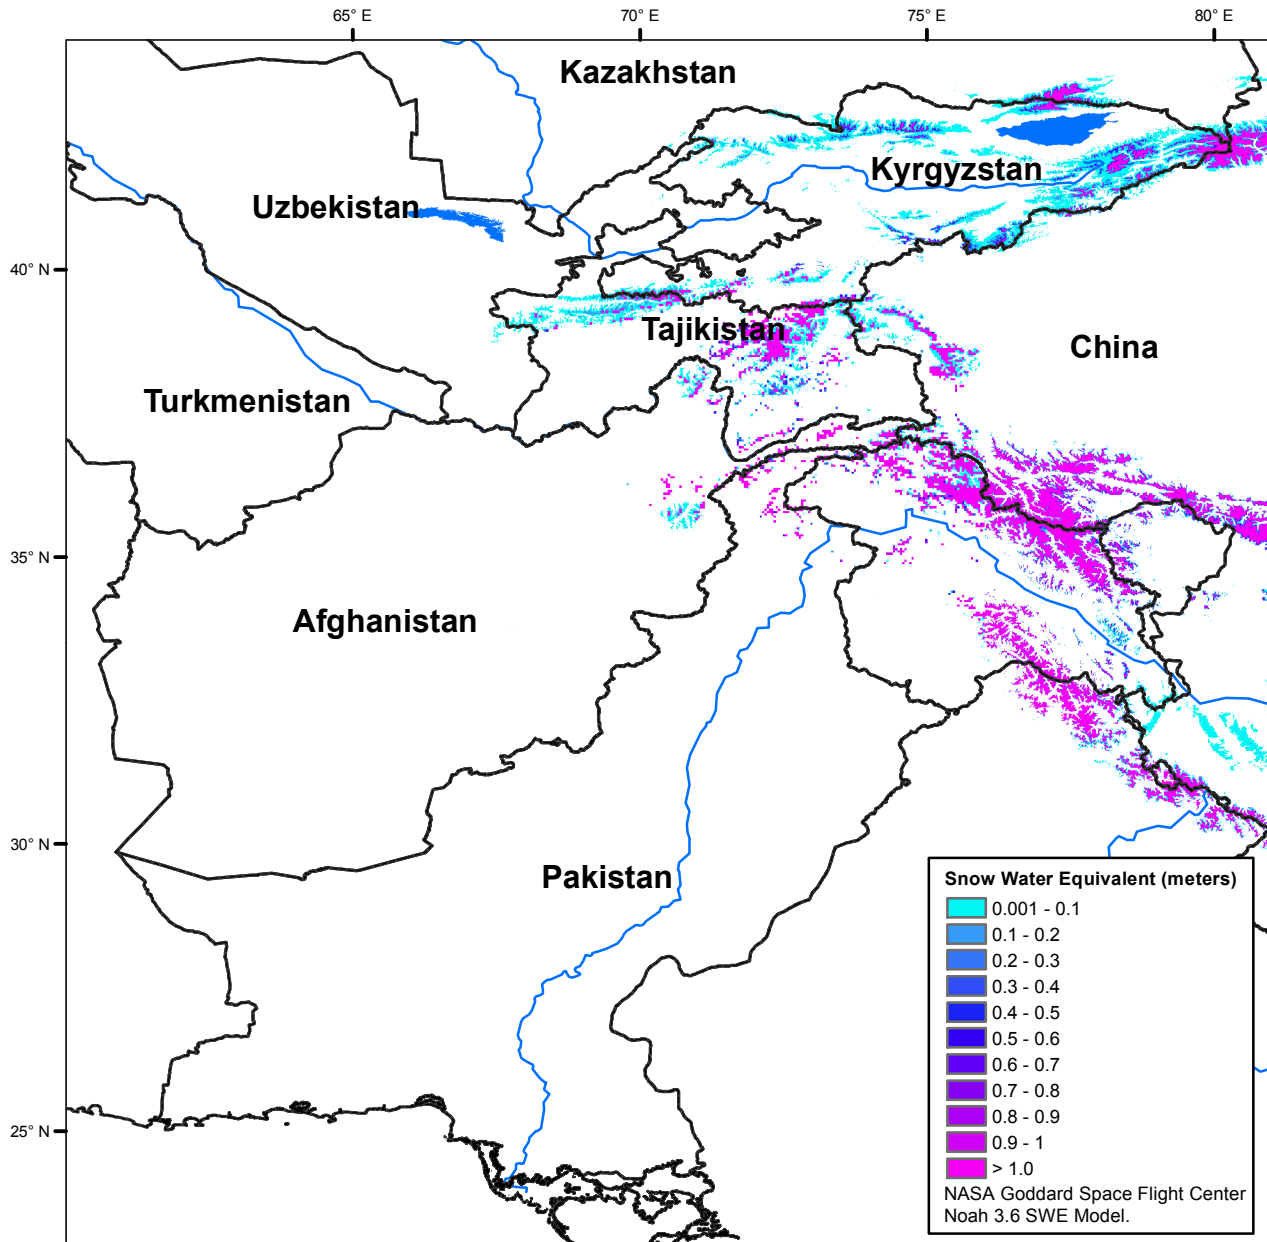 65° E
70° E
75° E
80° E
Kazakhstan
Kyrgyzstan
Uzbekistan
40° N
Tajikistan
China
Turkmenistan
35° N
Afghanistan
30° N
Pakistan
25° N
Snow Water Equivalent (meters)
0.001 - 0.1
0.1 - 0.2
0.2 - 0.3
0.3 - 0.4
0.4 - 0.5
0.5 - 0.6
0.6 - 0.7
0.7 - 0.8
0.8 - 0.9
0.9 - 1
> 1.0
NASA Goddard Space Flight Center
Noah 3.6 SWE Model.